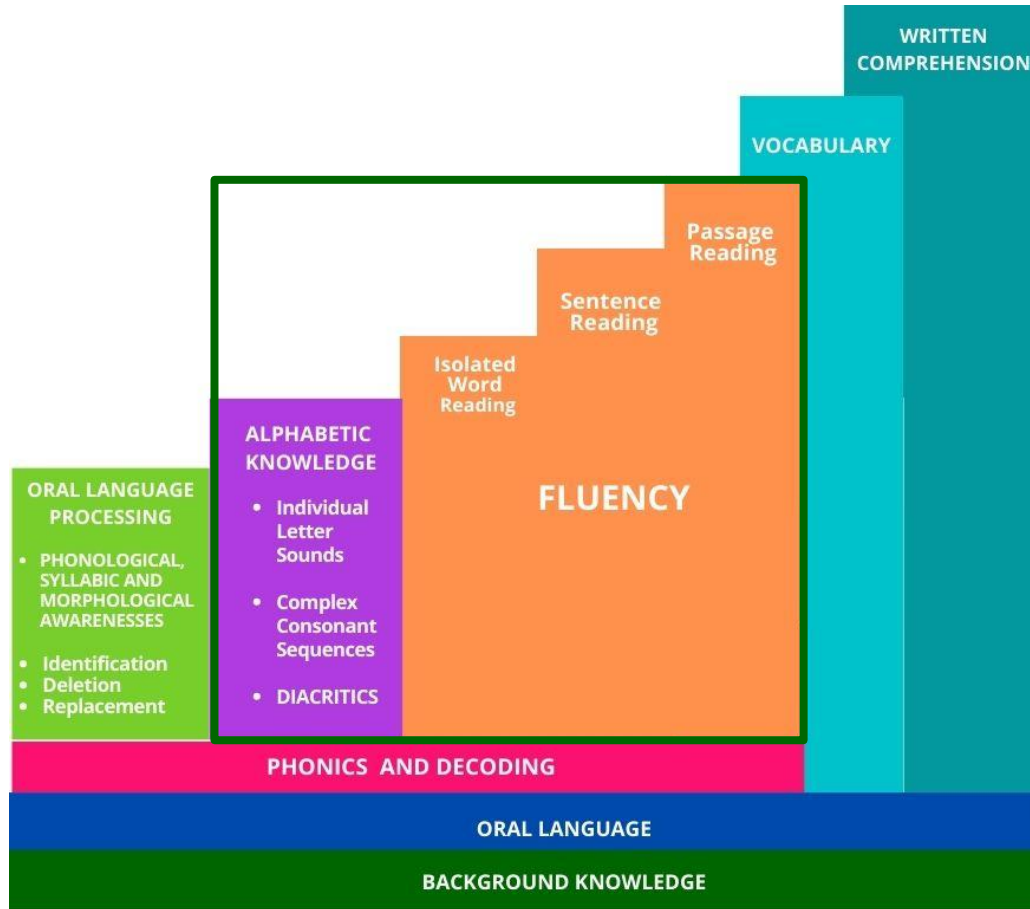 WRITTEN
COMPREHENSION
VOCABULARY
Passage
Reading
Sentence
Reading
Isolated
Word
Reading
FLUENCY
ALPHABETIC
KNOWLEDGE
• Individual
Letter
Sounds
• Complex
Consonant
Sequences
• DIACRITICS
ORAL LANGUAGE
PROCESSING
• PHONOLOGICAL,
SYLLABIC AND
MORPHOLOGICAL
AWARENESSES
• Identification
• Deletion
• Replacement
PHONICS AND DECODING
ORAL LANGUAGE
BACKGROUND KNOWLEDGE